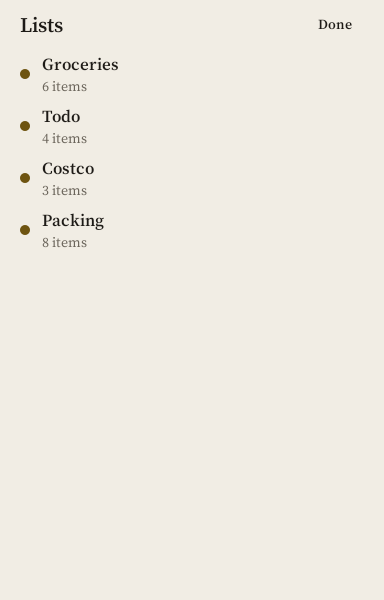 Lists
Done
Groceries
6 items
Todo
4 items
Costco
3 items
Packing
8 items